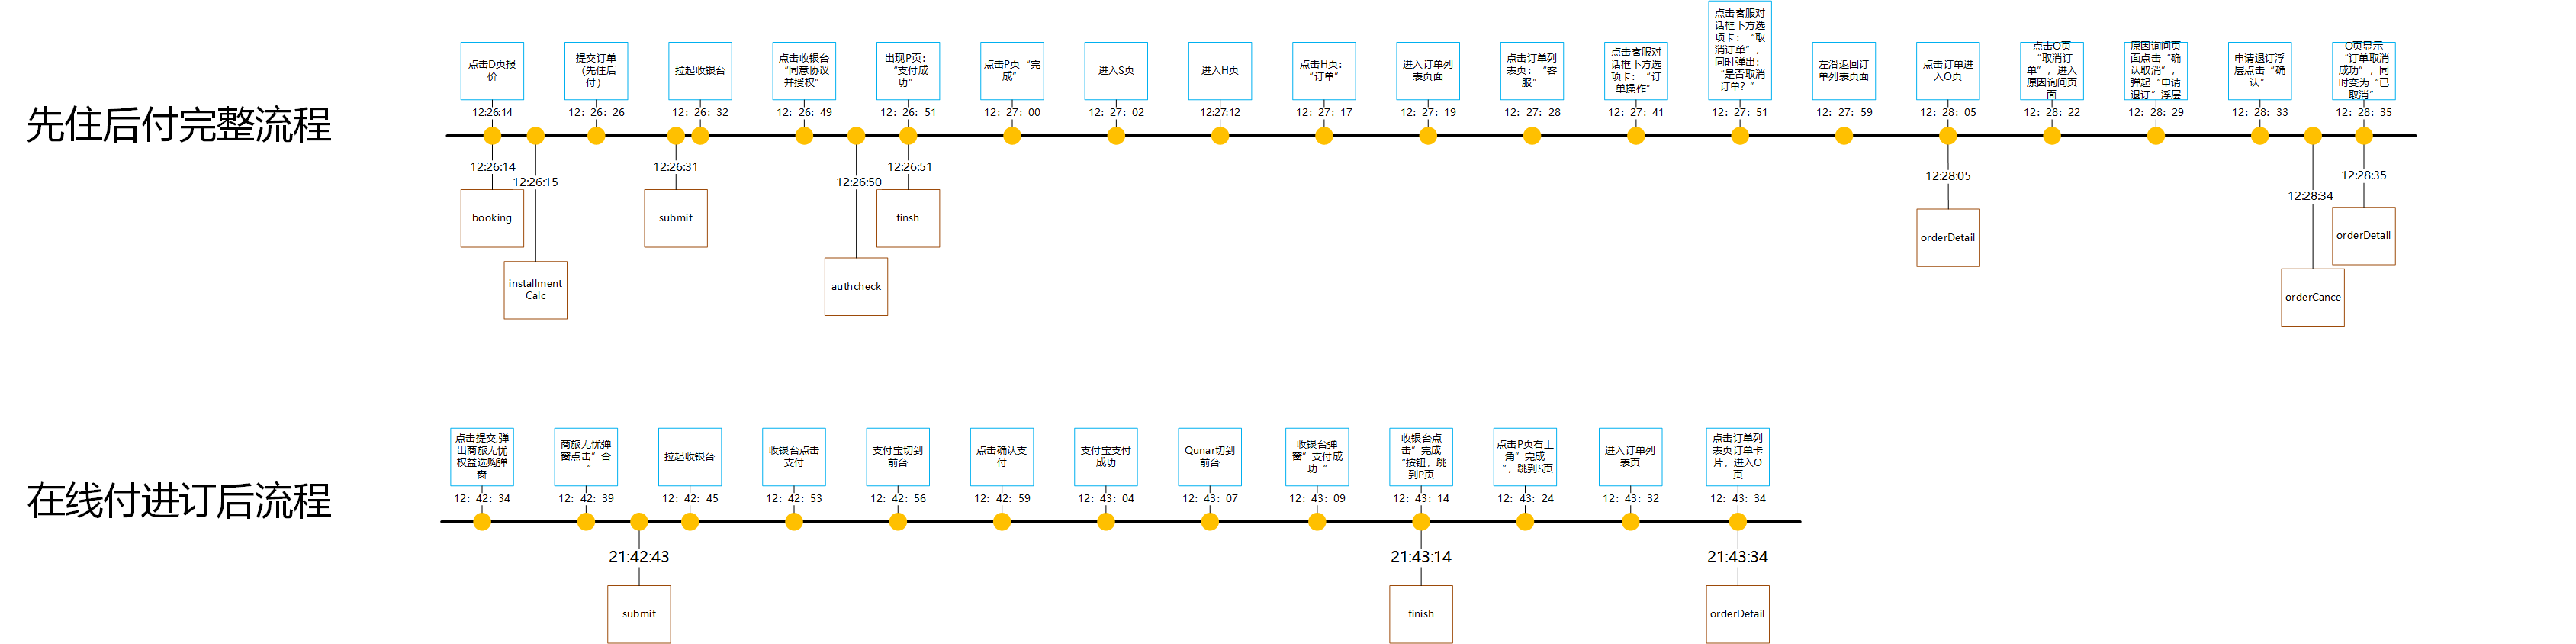 先住后付完整流程
点击D页报
价
12:26:14
提交订单
（先住后
付）
12：26：26
拉起收银台
12：26：32
点击收银台
“同意协议
并授权”
12：26：49
出现P页：
“支付成
功”
12：26：51
点击P页“完
成”
12：27：00
进入S页
12：27：02
进入H页
12:27:12
点击H页：
“订单”
12：27：17
进入订单列
表页面
12：27：19
点击订单列
表页：“客
服”
12：27：28
点击客服对
话框下方选
项卡：“订
单操作”
12：27：41
点击客服对
话框下方选
项卡：“取
消订单”，
同时弹出：
“是否取消
订单？”
12：27：51
左滑返回订
单列表页面
12：27：59
点击订单进
入O页
12：28：05
点击O页
“取消订
单”，进入
原因询问页
面
12：28：22
原因询问页
面点击“确
认取消”，
弹起“申请
退订”浮层
12：28：29
申请退订浮
层点击“确
认”
12：28：33
O页显示
“订单取消
成功”，同
时变为“已
取消”
12：28：35
12:26:14
booking
12:26:15
installment
Calc
12:26:31
submit
12:26:50
authcheck
12:26:51
finsh
12:28:05
orderDetail
12:28:34
orderCance
12:28:35
orderDetail
在线付进订后流程
点击提交,弹
出商旅无忧
权益选购弹
窗
12：42：34
商旅无忧弹
窗点击”否
“
12：42：39
拉起收银台
12：42：45
收银台点击
支付
12：42：53
支付宝切到
前台
12：42：56
点击确认支
付
12：42：59
支付宝支付
成功
12：43：04
Qunar切到
前台
12：43：07
收银台弹
窗”支付成
功“
12：43：09
收银台点
击”完成
“按钮，跳
到P页
12：43：14
点击P页右上
角”完成
“，跳到S页
12：43：24
进入订单列
表页
12：43：32
点击订单列
表页订单卡
片，进入O
页
12：43：34
21:42:43
submit
21:43:14
finish
21:43:34
orderDetail